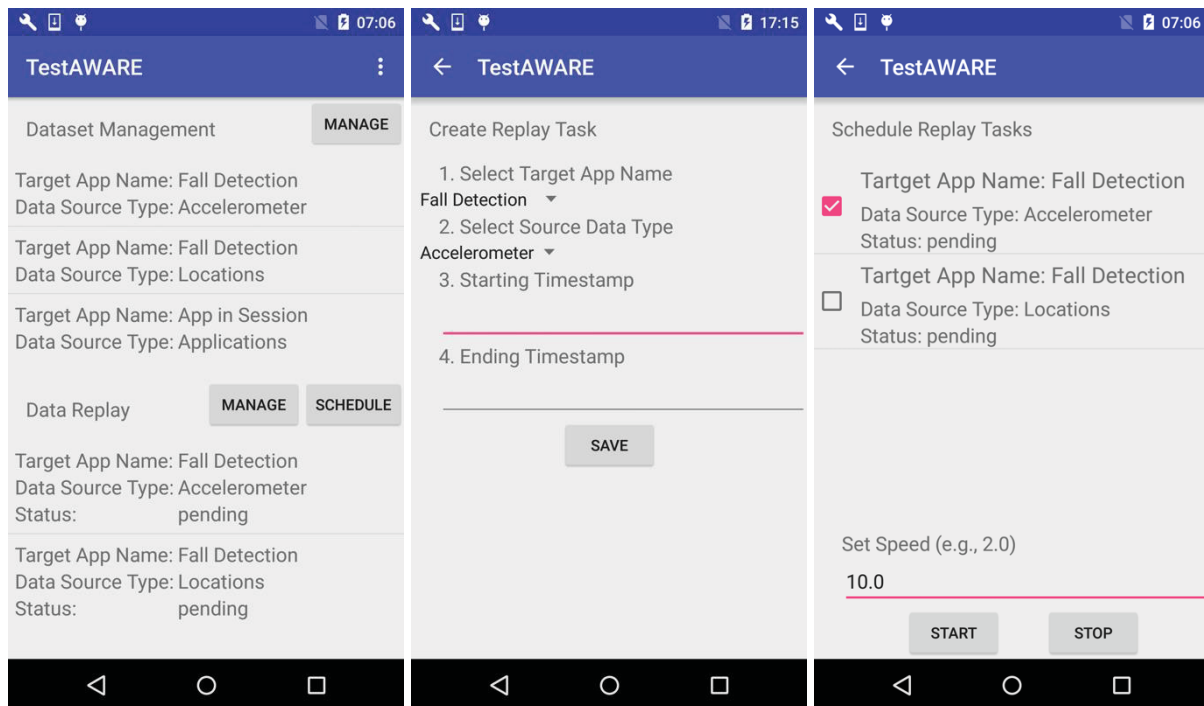 07:06
TestAWARE
Dataset Management
MANAGE
Target App Name: Fall Detection
Data Source Type: Accelerometer
Target App Name: Fall Detection
Data Source Type: Locations
Target App Name: App in Session
Data Source Type: Applications
Data Replay
MANAGE
SCHEDULE
Target App Name: Fall Detection
Data Source Type: Accelerometer
Status: pending
Target App Name: Fall Detection
Data Source Type: Locations
Status: pending
17:15
TestAWARE
Create Replay Task
1. Select Target App Name
Fall Detection
2. Select Source Data Type
Accelerometer
3. Starting Timestamp
4. Ending Timestamp
SAVE
07:06
TestAWARE
Schedule Replay Tasks
Tartget App Name: Fall Detection
Data Source Type: Accelerometer
Status: pending
Tartget App Name: Fall Detection
Data Source Type: Locations
Status: pending
Set Speed (e.g., 2.0)
10.0
START
STOP